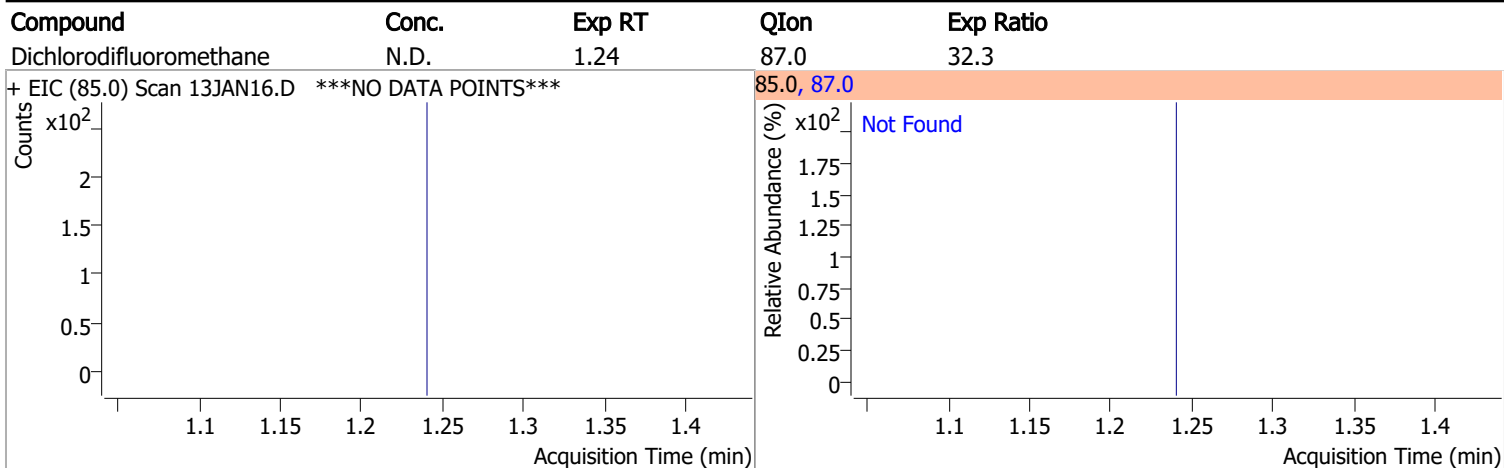 Compound Conc. Exp RT QIon Exp Ratio
Dichlorodifluoromethane N.D. 1.24 87.0 32.3
+ EIC (85.0) Scan 13JAN16.D ***NO DATA POINTS***
Counts
x10²
2
1.5
1
0.5
0
1.1 1.15 1.2 1.25 1.3 1.35 1.4
Acquisition Time (min)
85.0, 87.0
Relative Abundance (%)
x10²
Not Found
1.75
1.5
1.25
1
0.75
0.5
0.25
0
1.1 1.15 1.2 1.25 1.3 1.35 1.4
Acquisition Time (min)